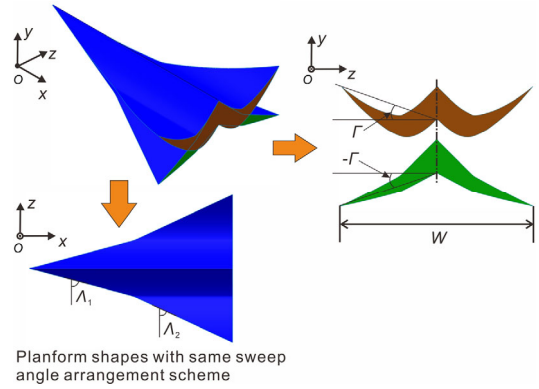 y
z
o
x
y
o
z
Γ
-Γ
W
z
o
x
Λ₁
Λ₂
Planform shapes with same sweep
angle arrangement scheme